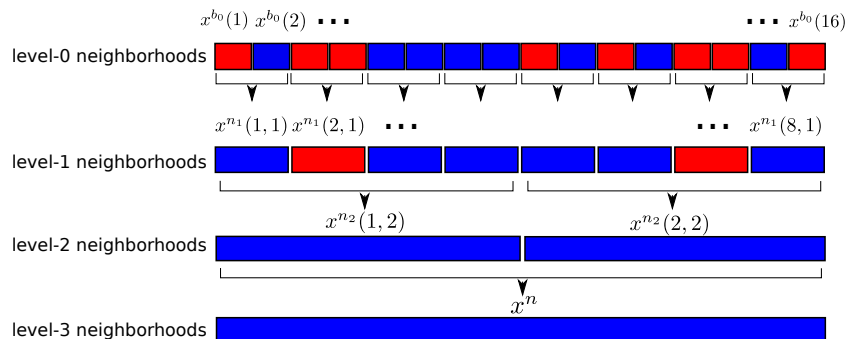 x^{b_0}(1) x^{b_0}(2) ... ... x^{b_0}(16)
level-0 neighborhoods
x^{n_1}(1,1) x^{n_1}(2,1) ... ... x^{n_1}(8,1)
level-1 neighborhoods
x^{n_2}(1,2) x^{n_2}(2,2)
level-2 neighborhoods
x^n
level-3 neighborhoods